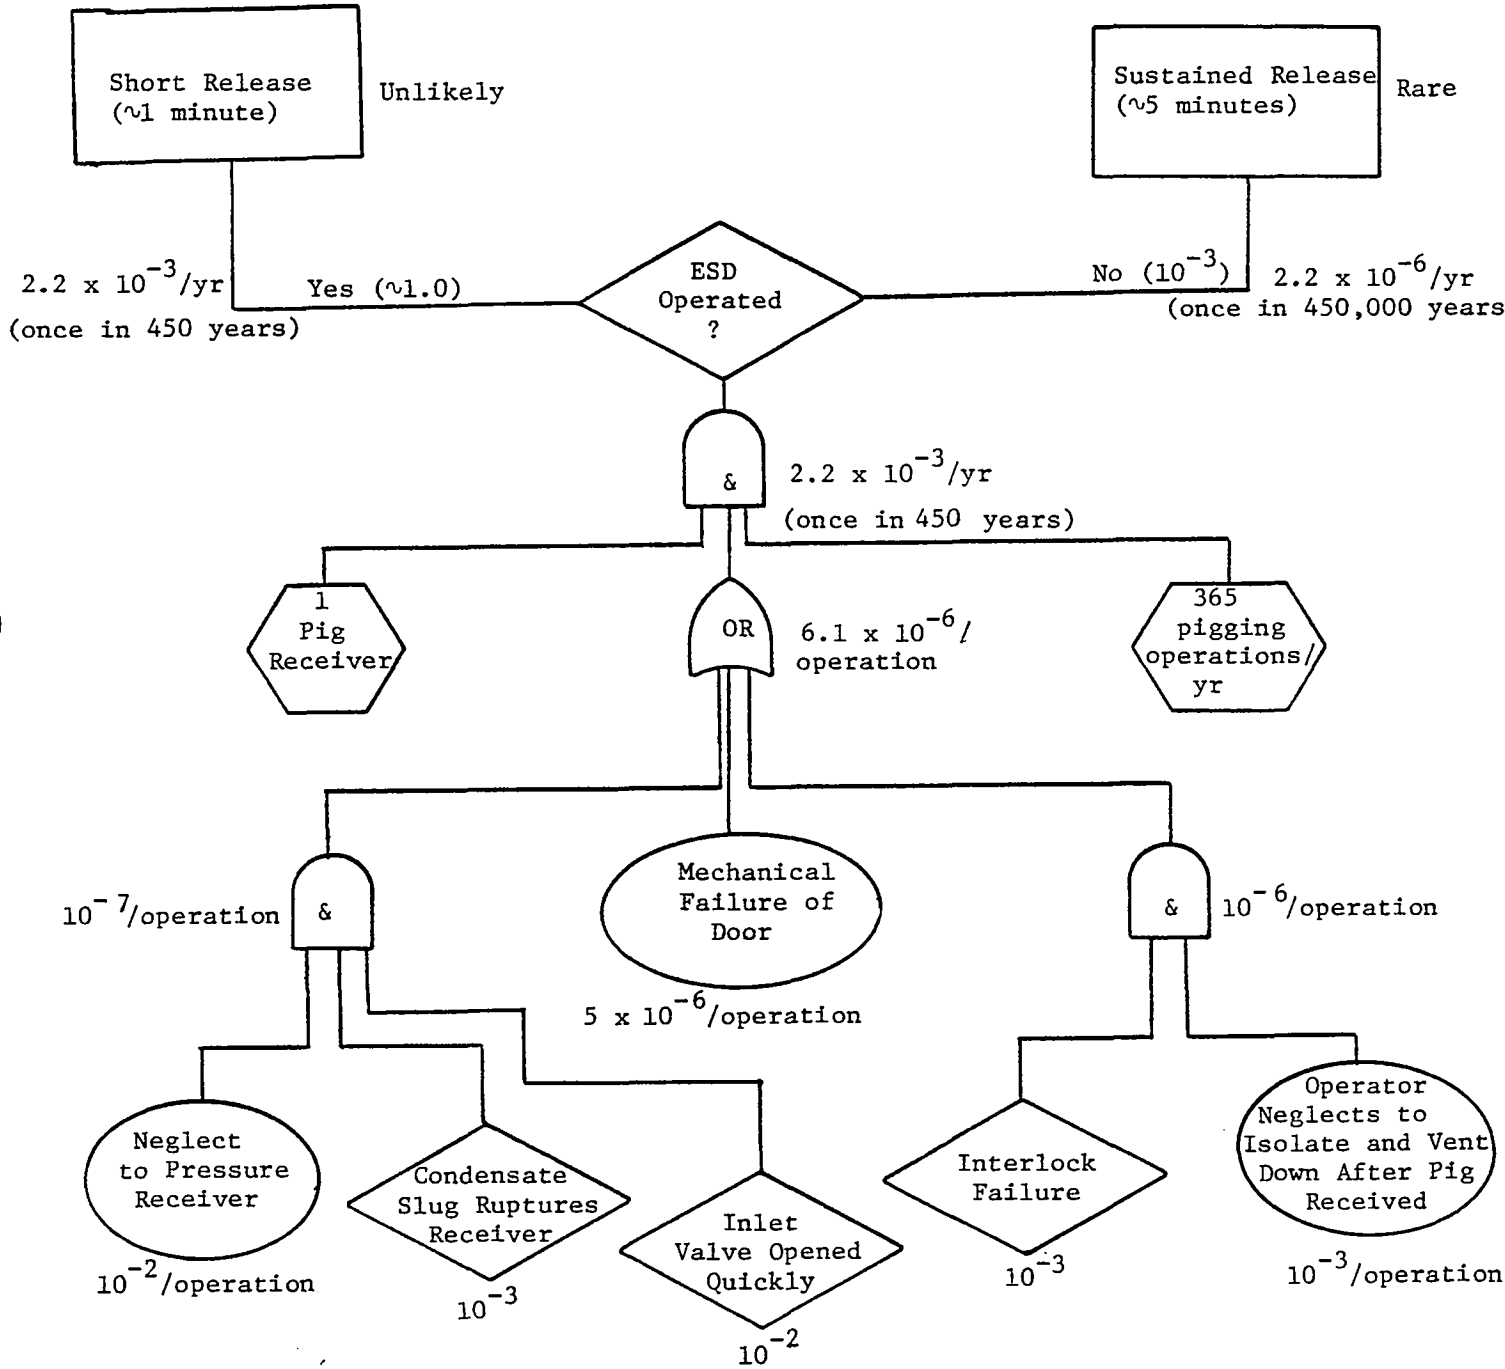 Short Release
(~1 minute)
Unlikely
Sustained Release
(~5 minutes)
Rare
2.2 x 10⁻³/yr
(once in 450 years)
Yes (~1.0)
ESD
Operated
?
No (10⁻³)
2.2 x 10⁻⁶/yr
(once in 450,000 years
&
2.2 x 10⁻³/yr
(once in 450 years)
1
Pig
Receiver
OR
6.1 x 10⁻⁶/
operation
365
pigging
operations/
yr
10⁻⁷/operation
&
Mechanical
Failure of
Door
5 x 10⁻⁶/operation
&
10⁻⁶/operation
Neglect
to Pressure
Receiver
10⁻²/operation
Condensate
Slug Ruptures
Receiver
10⁻³
Inlet
Valve Opened
Quickly
10⁻²
Interlock
Failure
10⁻³
Operator
Neglects to
Isolate and Vent
Down After Pig
Received
10⁻³/operation